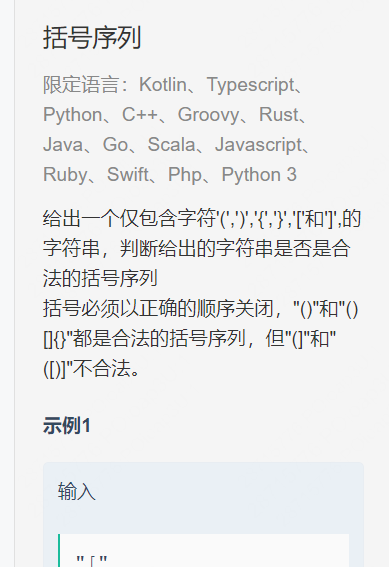 括号序列
限定语言：Kotlin、Typescript、
Python、C++、Groovy、Rust、
Java、Go、Scala、Javascript、
Ruby、Swift、Php、Python 3
给出一个仅包含字符'(',')','{','}','['和']',的
字符串，判断给出的字符串是否是合
法的括号序列
括号必须以正确的顺序关闭，"()"和"()
[]{}"都是合法的括号序列，但"(]"和"
([)]"不合法。
示例1
输入
"["